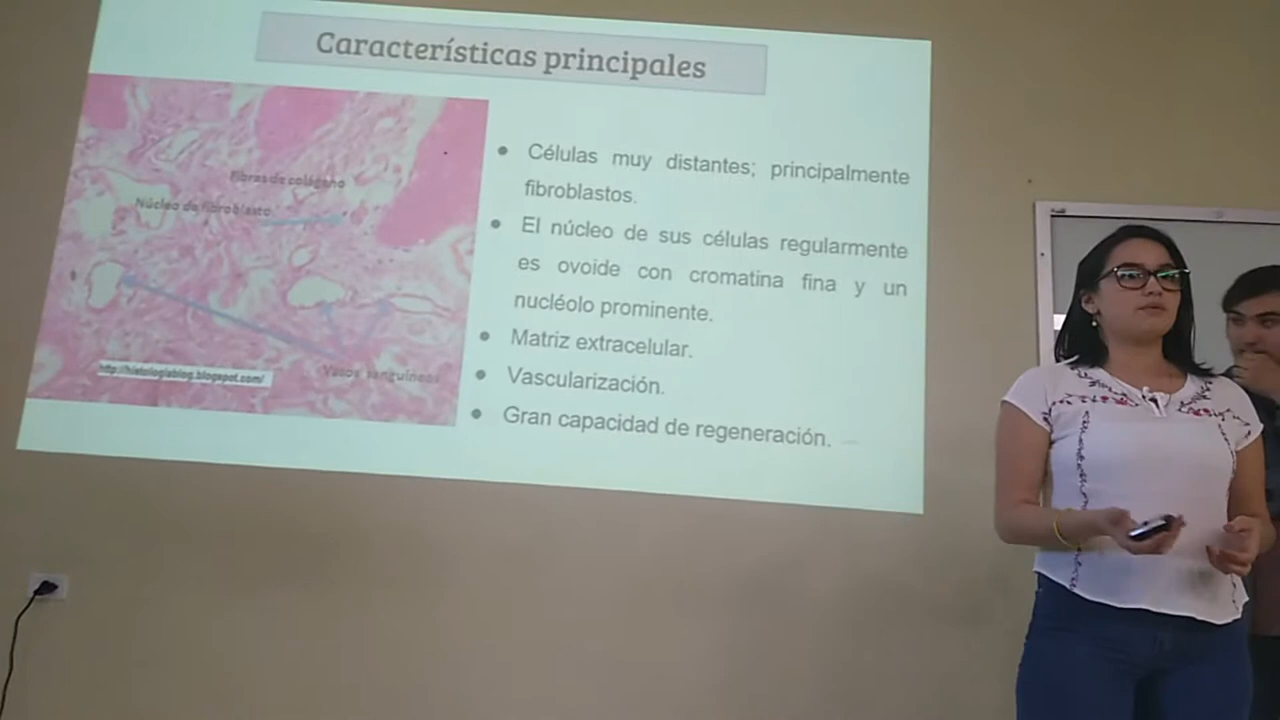 Características principales
Fibras de colágeno
Núcleo de fibroblasto
Vasos sanguíneos
http://histologiablog.blogspot.com/
• Células muy distantes; principalmente
fibroblastos.
• El núcleo de sus células regularmente
es ovoide con cromatina fina y un
nucléolo prominente.
• Matriz extracelular.
• Vascularización.
• Gran capacidad de regeneración.